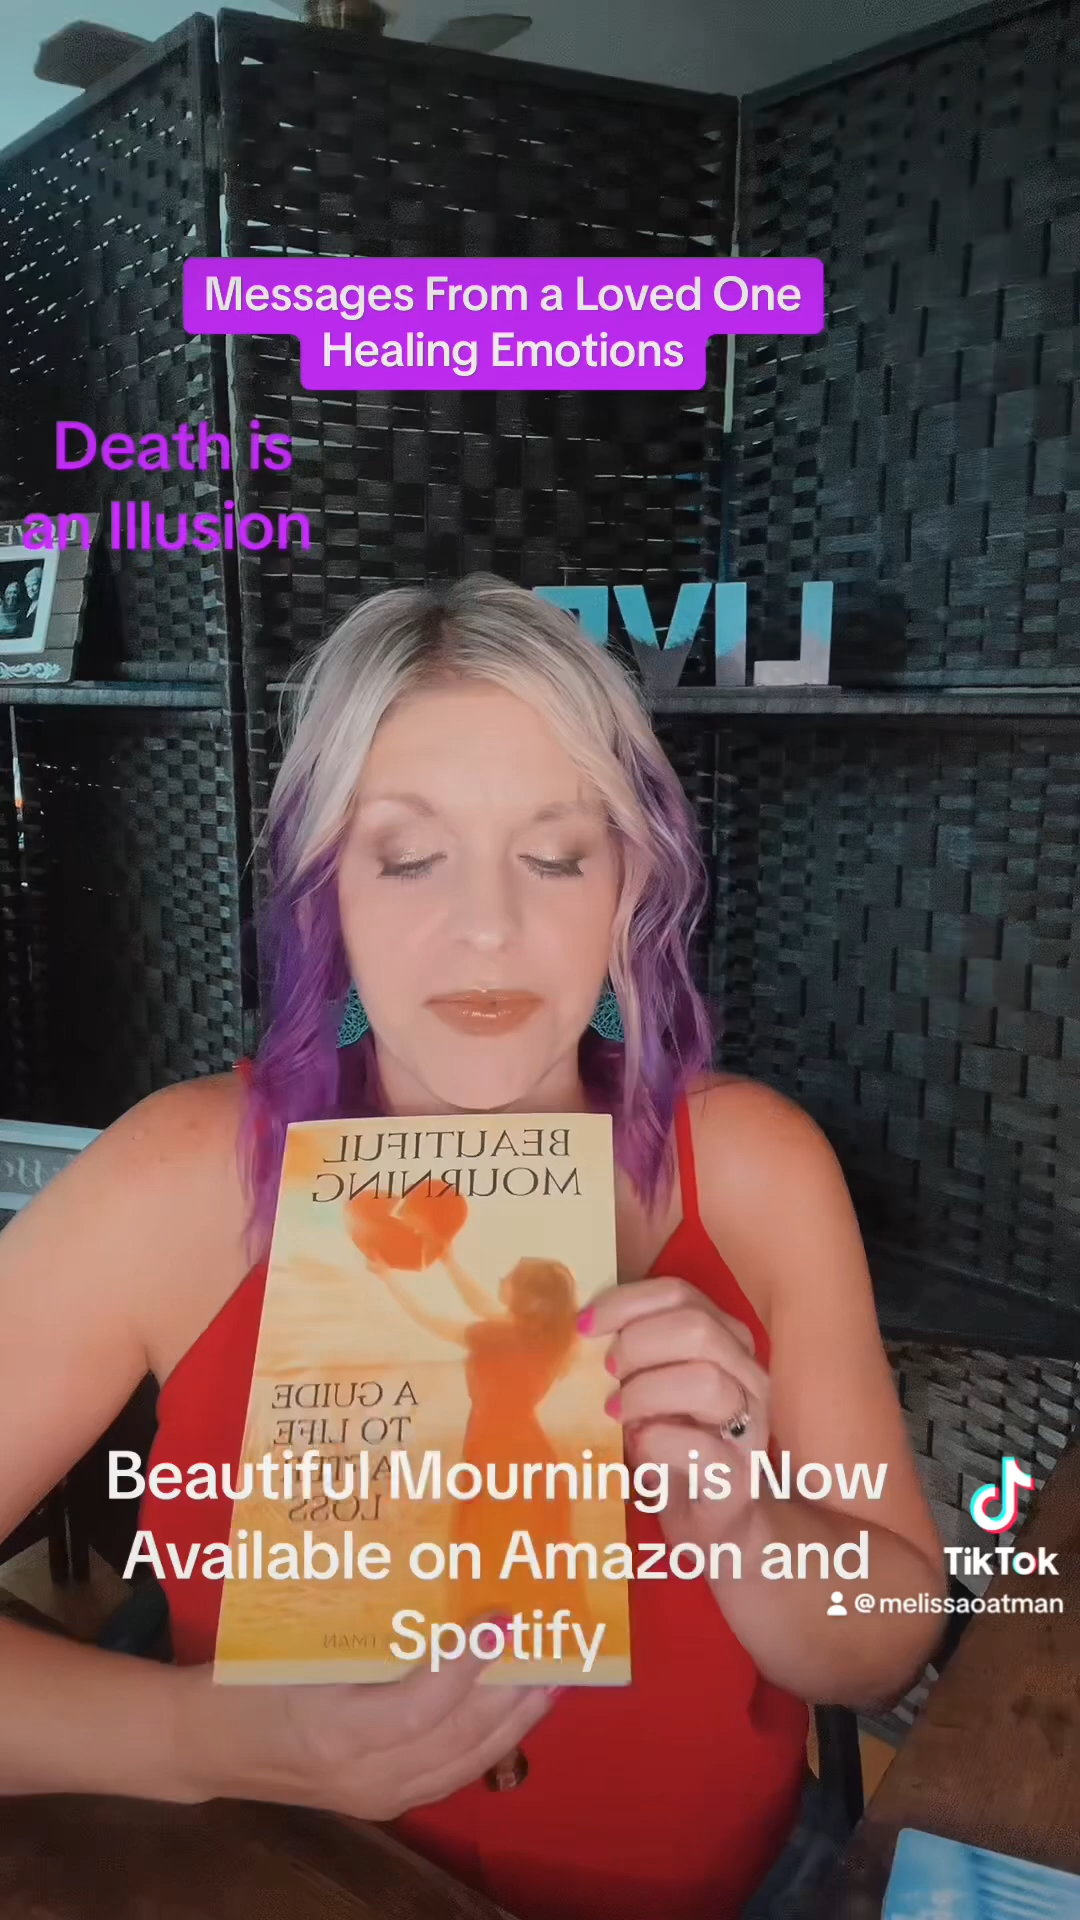 Messages From a Loved One
Healing Emotions
Death is
an Illusion
LIVE
BEAUTIFUL
MOURNING
A GUIDE
TO LIFE
LOSS
Beautiful Mourning is Now
Available on Amazon and
Spotify
TikTok
@melissaoatman